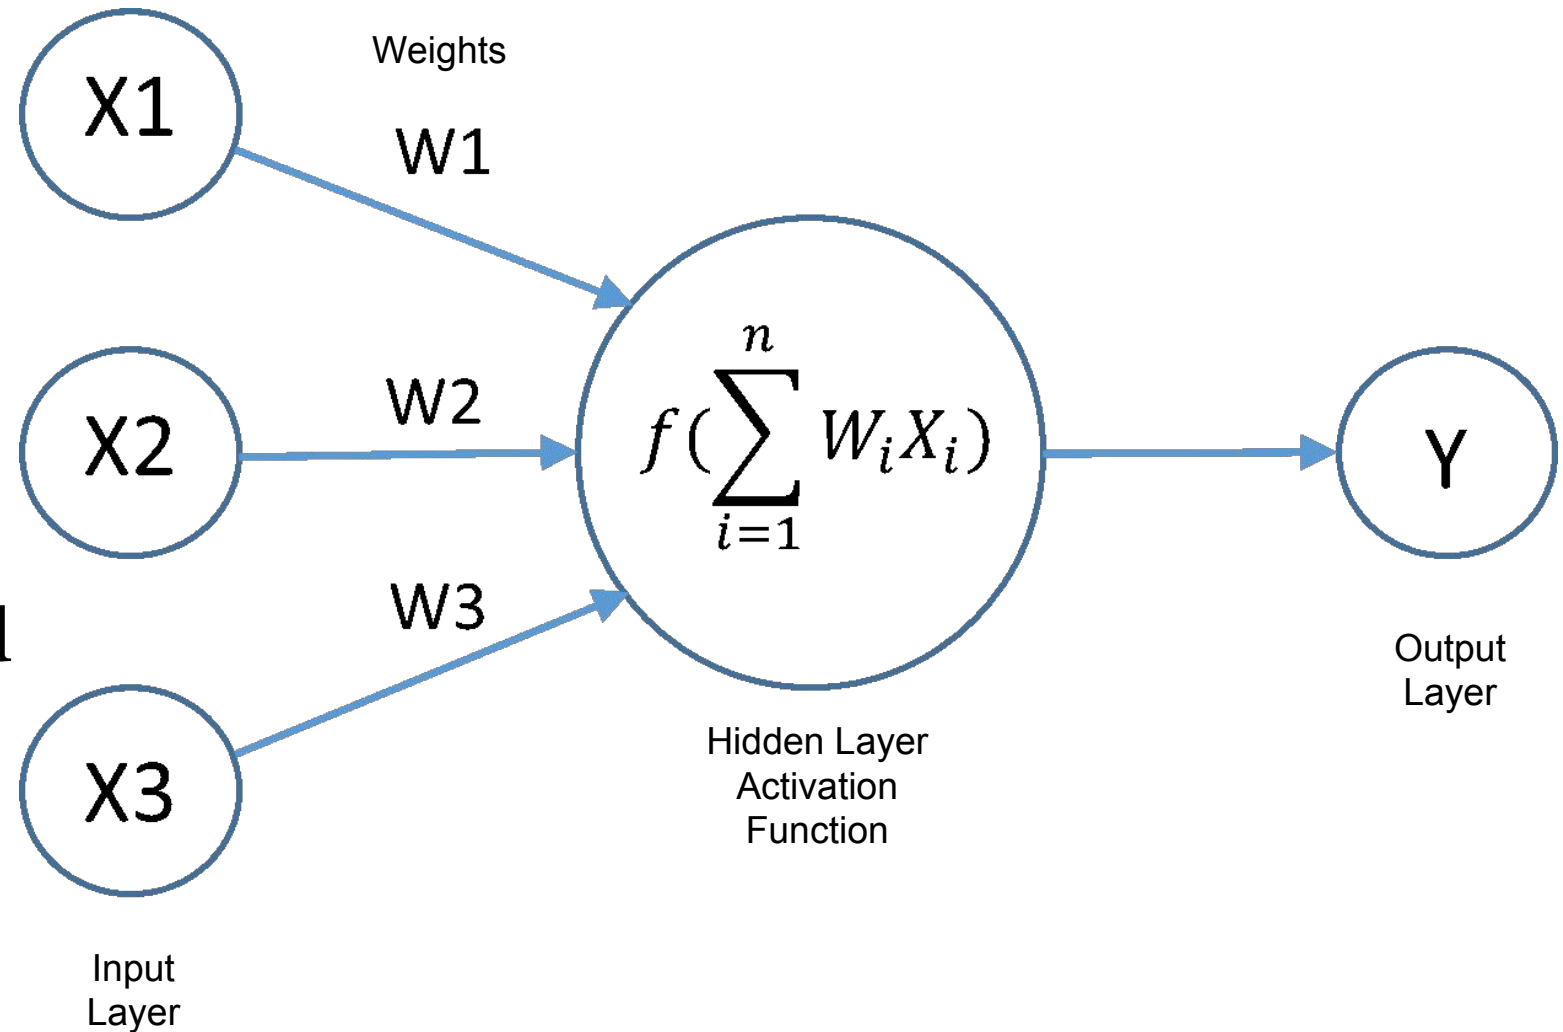 Weights
X1
W1
X2
W2
f(∑_{i=1}^{n} W_i X_i)
Y
W3
X3
Output
Layer
Hidden Layer
Activation
Function
Input
Layer